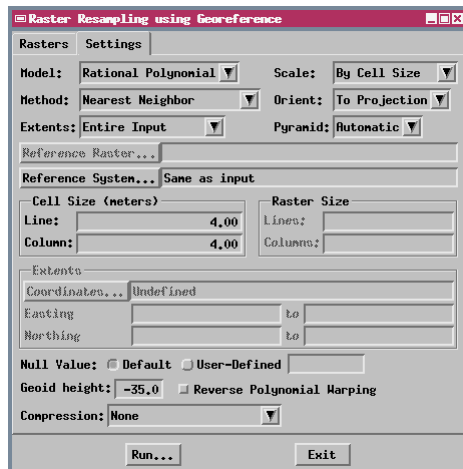 Raster Resampling using Georeference
Rasters Settings
Model: Rational Polynomial Scale: By Cell Size
Method: Nearest Neighbor Orient: To Projection
Extents: Entire Input Pyramid: Automatic
Reference Raster...
Reference System... Same as input
Cell Size (meters) Raster Size
Line: 4.00 Lines:
Column: 4.00 Columns:
Extents
Coordinates... Undefined
Easting to
Northing to
Null Value: Default User-Defined
Geoid height: -35.0 Reverse Polynomial Warping
Compression: None
Run... Exit